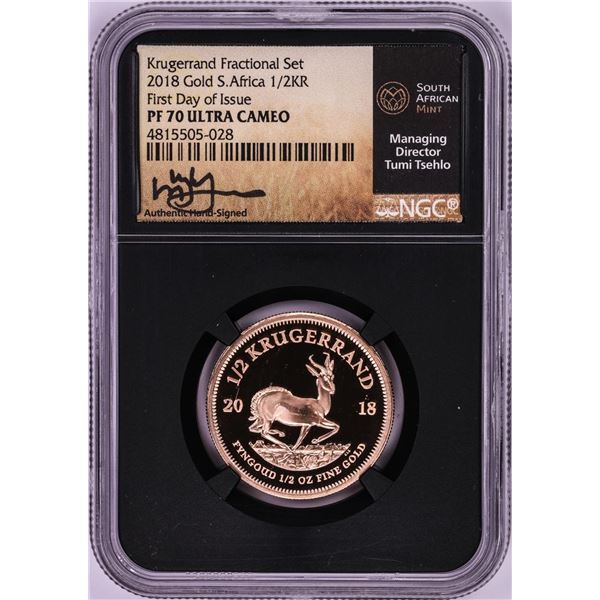 Krugerrand Fractional Set
2018 Gold S.Africa 1/2KR
First Day of Issue
PF 70 ULTRA CAMEO
4815505-028
Authentic Hand-Signed
SOUTH
AFRICAN
MINT
Managing
Director
Tumi Tsehlo
NGC®
1/2 KRUGERRAND
20 18
FYNGOUD 1/2 OZ FINE GOLD